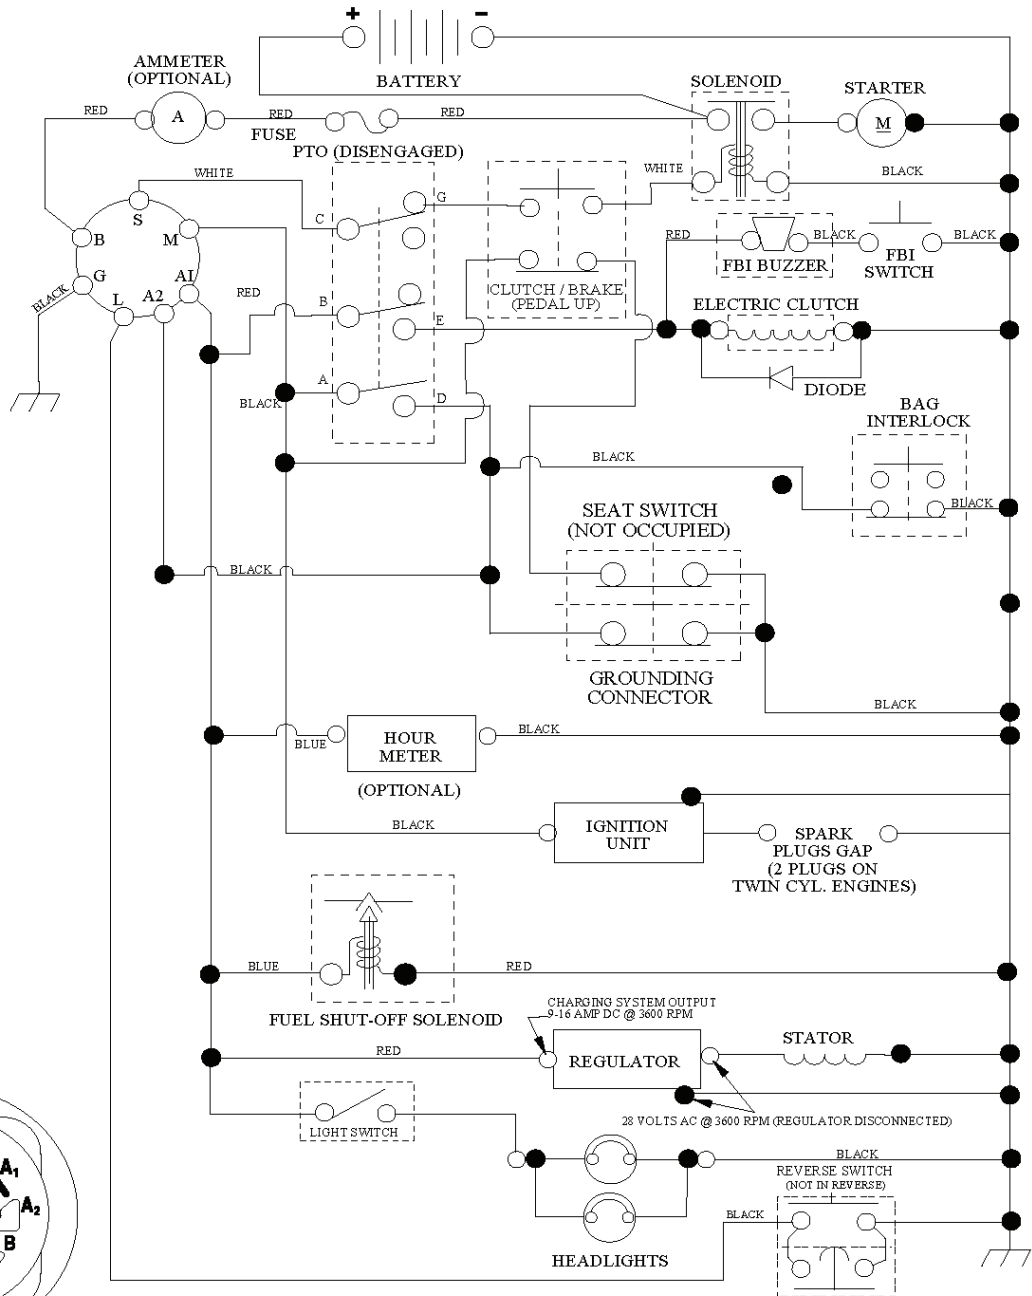 + -
BATTERY
AMMETER
(OPTIONAL)
SOLENOID
STARTER
RED
A
RED
FUSE
RED
M
PTO (DISENGAGED)
WHITE
WHITE
BLACK
S
C
G
B
M
RED
BLACK
BLACK
FBI BUZZER
FBI
SWITCH
G
A1
L
A2
BLACK
RED
B
E
CLUTCH / BRAKE
(PEDAL UP)
ELECTRIC CLUTCH
DIODE
A
BLACK
D
BAG
INTERLOCK
BLACK
BLACK
SEAT SWITCH
(NOT OCCUPIED)
BLACK
GROUNDING
CONNECTOR
BLACK
BLUE
HOUR
METER
BLACK
(OPTIONAL)
BLACK
IGNITION
UNIT
SPARK
PLUGS GAP
(2 PLUGS ON
TWIN CYL. ENGINES)
BLUE
RED
FUEL SHUT-OFF SOLENOID
CHARGING SYSTEM OUTPUT
9-16 AMP DC @ 3600 RPM
RED
REGULATOR
STATOR
28 VOLTS AC @ 3600 RPM (REGULATOR DISCONNECTED)
LIGHT SWITCH
BLACK
REVERSE SWITCH
(NOT IN REVERSE)
BLACK
HEADLIGHTS
A1
A2
B